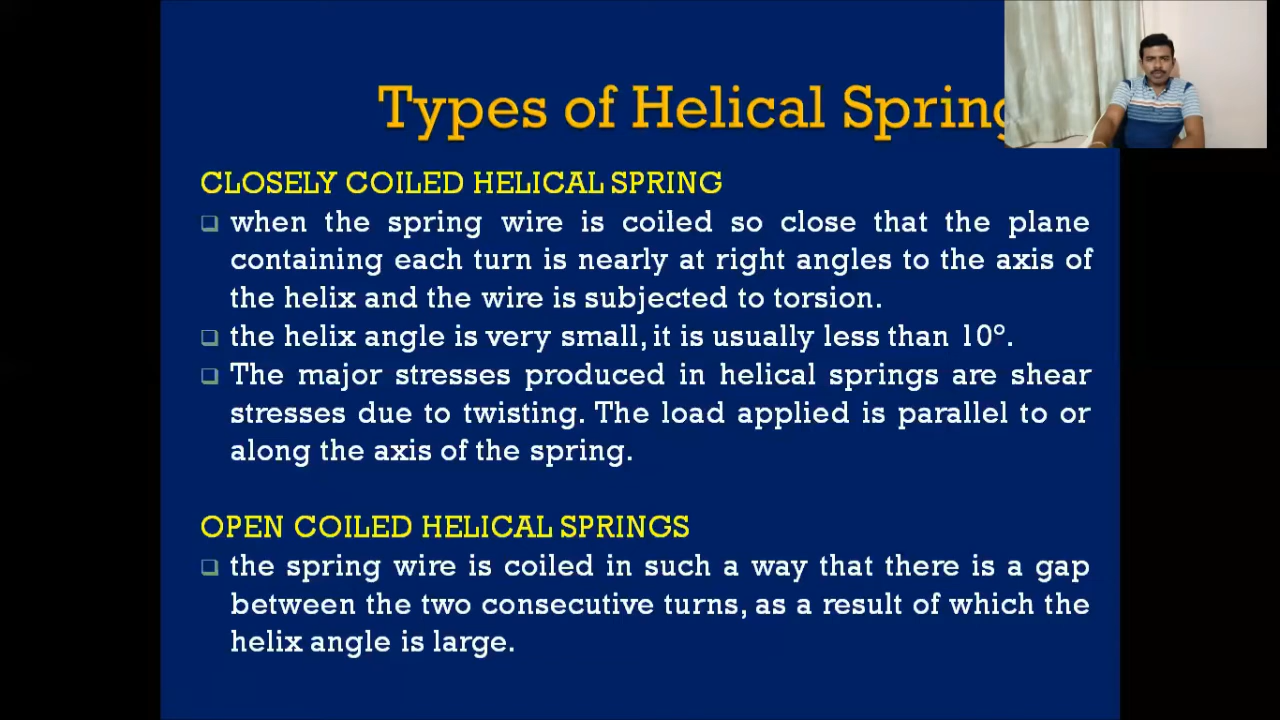 Types of Helical Spring
CLOSELY COILED HELICAL SPRING
when the spring wire is coiled so close that the plane
containing each turn is nearly at right angles to the axis of
the helix and the wire is subjected to torsion.
the helix angle is very small, it is usually less than 10°.
The major stresses produced in helical springs are shear
stresses due to twisting. The load applied is parallel to or
along the axis of the spring.
OPEN COILED HELICAL SPRINGS
the spring wire is coiled in such a way that there is a gap
between the two consecutive turns, as a result of which the
helix angle is large.